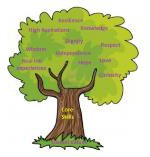 Resilience
High Aspirations
Knowledge
Dignity
Wisdom
Respect
Independence
Real life
experiences
Hope
Love
Curiosity
Core
Skills